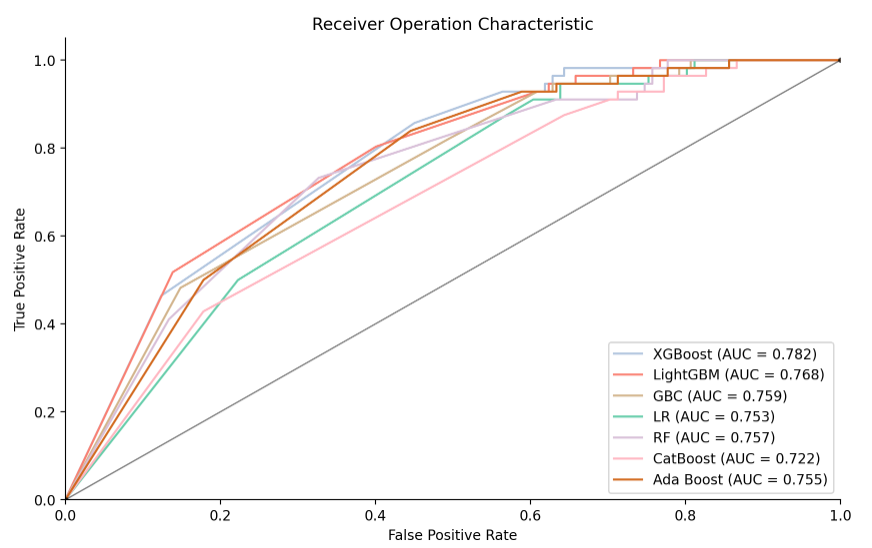 Receiver Operation Characteristic
True Positive Rate
1.0
0.8
0.6
0.4
0.2
0.0
XGBoost (AUC = 0.782)
LightGBM (AUC = 0.768)
GBC (AUC = 0.759)
LR (AUC = 0.753)
RF (AUC = 0.757)
CatBoost (AUC = 0.722)
Ada Boost (AUC = 0.755)
0.0 0.2 0.4 0.6 0.8 1.0
False Positive Rate